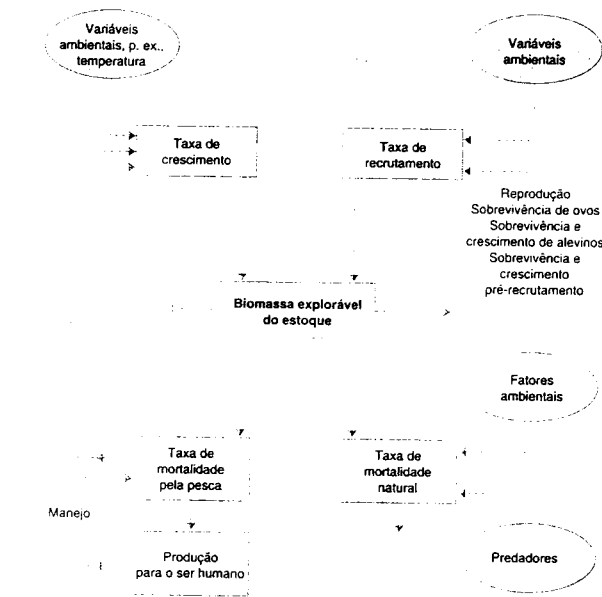 Variáveis
ambientais, p. ex.,
temperatura
Variáveis
ambientais
Taxa de
crescimento
Taxa de
recrutamento
Reprodução
Sobrevivência de ovos
Sobrevivência e
crescimento de alevinos
Sobrevivência e
crescimento
pré-recrutamento
Biomassa explorável
do estoque
Fatores
ambientais
Taxa de
mortalidade
pela pesca
Taxa de
mortalidade
natural
Manejo
Produção
para o ser humano
Predadores